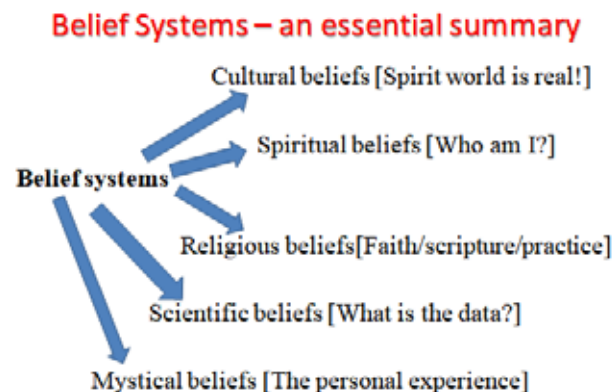 Belief Systems – an essential summary
Cultural beliefs [Spirit world is real!]
Spiritual beliefs [Who am I?]
Belief systems
Religious beliefs[Faith/scripture/practice]
Scientific beliefs [What is the data?]
Mystical beliefs [The personal experience]